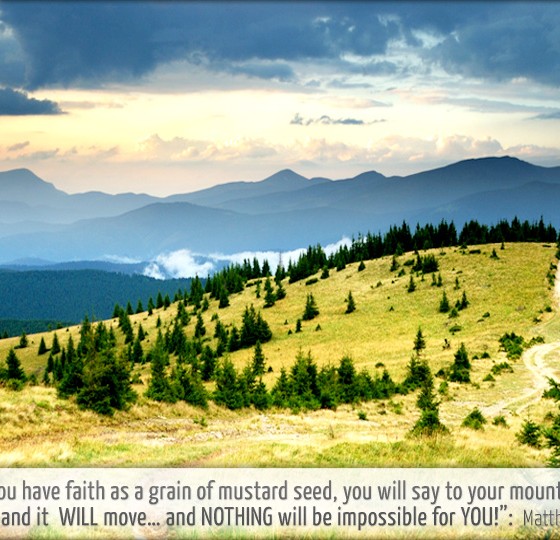 ou have faith as a grain of mustard seed, you will say to your mount
and it WILL move... and NOTHING will be impossible for YOU!”: Matth